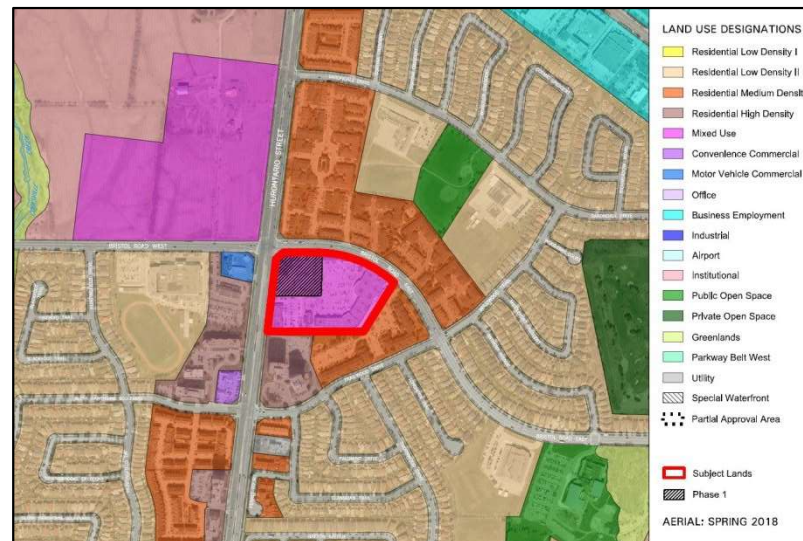 LAND USE DESIGNATIONS
Residential Low Density I
Residential Low Density II
Residential Medium Densit
Residential High Density
Mixed Use
Convenience Commercial
Motor Vehicle Commercial
Office
Business Employment
Industrial
Airport
Institutional
Public Open Space
Private Open Space
Greenlands
Parkway Belt West
Utility
Special Waterfront
Partial Approval Area
Subject Lands
Phase 1
AERIAL: SPRING 2018
HURONTARIO STREET
BRISTOL ROAD WEST
BRISTOL ROAD EAST